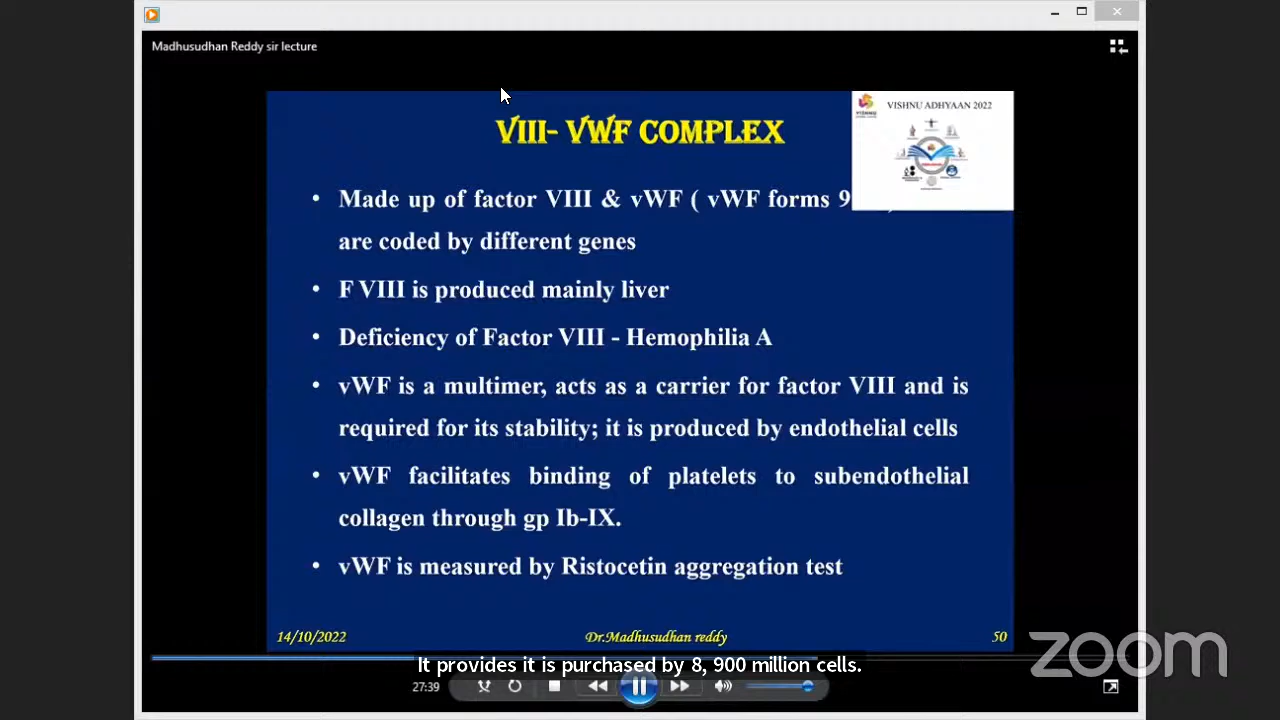 Madhusudhan Reddy sir lecture
VISHNU ADHYAAN 2022
VIII- VWF COMPLEX
• Made up of factor VIII & vWF ( vWF forms 9
are coded by different genes
• F VIII is produced mainly liver
• Deficiency of Factor VIII - Hemophilia A
• vWF is a multimer, acts as a carrier for factor VIII and is
required for its stability; it is produced by endothelial cells
• vWF facilitates binding of platelets to subendothelial
collagen through gp Ib-IX.
• vWF is measured by Ristocetin aggregation test
14/10/2022 Dr.Madhusudhan reddy 50
It provides it is purchased by 8, 900 million cells.
27:39
zoom